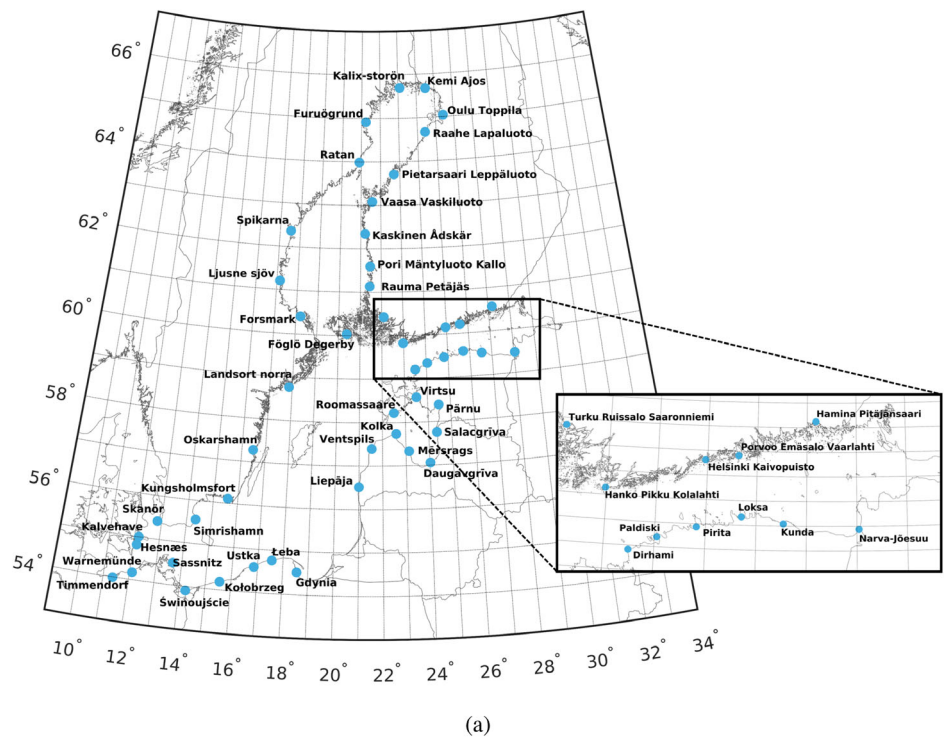 66°
64°
62°
60°
58°
56°
54°
Kalix-storön
Kemi Ajos
Furuögrund
Oulu Toppila
Raahe Lapaluoto
Ratan
Pietarsaari Leppäluoto
Vaasa Vaskiluoto
Spikarna
Kaskinen Ådskär
Ljusne sjöv
Pori Mäntyluoto Kallo
Rauma Petäjäs
Forsmark
Föglö Degerby
Landsort norra
Virtsu
Roomassaare
Pärnu
Kolka
Salacgrīva
Oskarshamn
Ventspils
Mērsrags
Daugavgrīva
Liepāja
Kungsholmsfort
Skanör
Simrishamn
Kalvehave
Hesnæs
Ustka
Łeba
Warnemünde
Sassnitz
Timmendorf
Kołobrzeg
Gdynia
Świnoujście
Turku Ruissalo Saaronniemi
Hamina Pitäjänsaari
Porvoo Emäsalo Vaarlahti
Helsinki Kaivopuisto
Hanko Pikku Kolalahti
Loksa
Paldiski
Pirita
Kunda
Narva-Jõesuu
Dirhami
10°
12°
14°
16°
18°
20°
22°
24°
26°
28°
30°
32°
34°
(a)